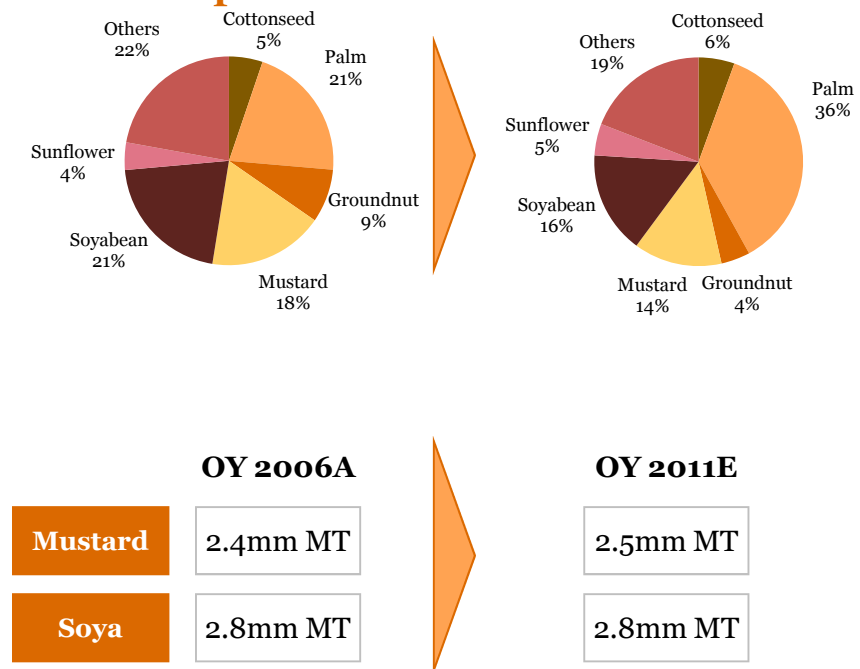 Cottonseed
5%
Others
22%
Palm
21%
Sunflower
4%
Groundnut
9%
Soyabean
21%
Mustard
18%
Cottonseed
6%
Others
19%
Palm
36%
Sunflower
5%
Soyabean
16%
Mustard
14%
Groundnut
4%
OY 2006A
OY 2011E
Mustard
2.4mm MT
2.5mm MT
Soya
2.8mm MT
2.8mm MT